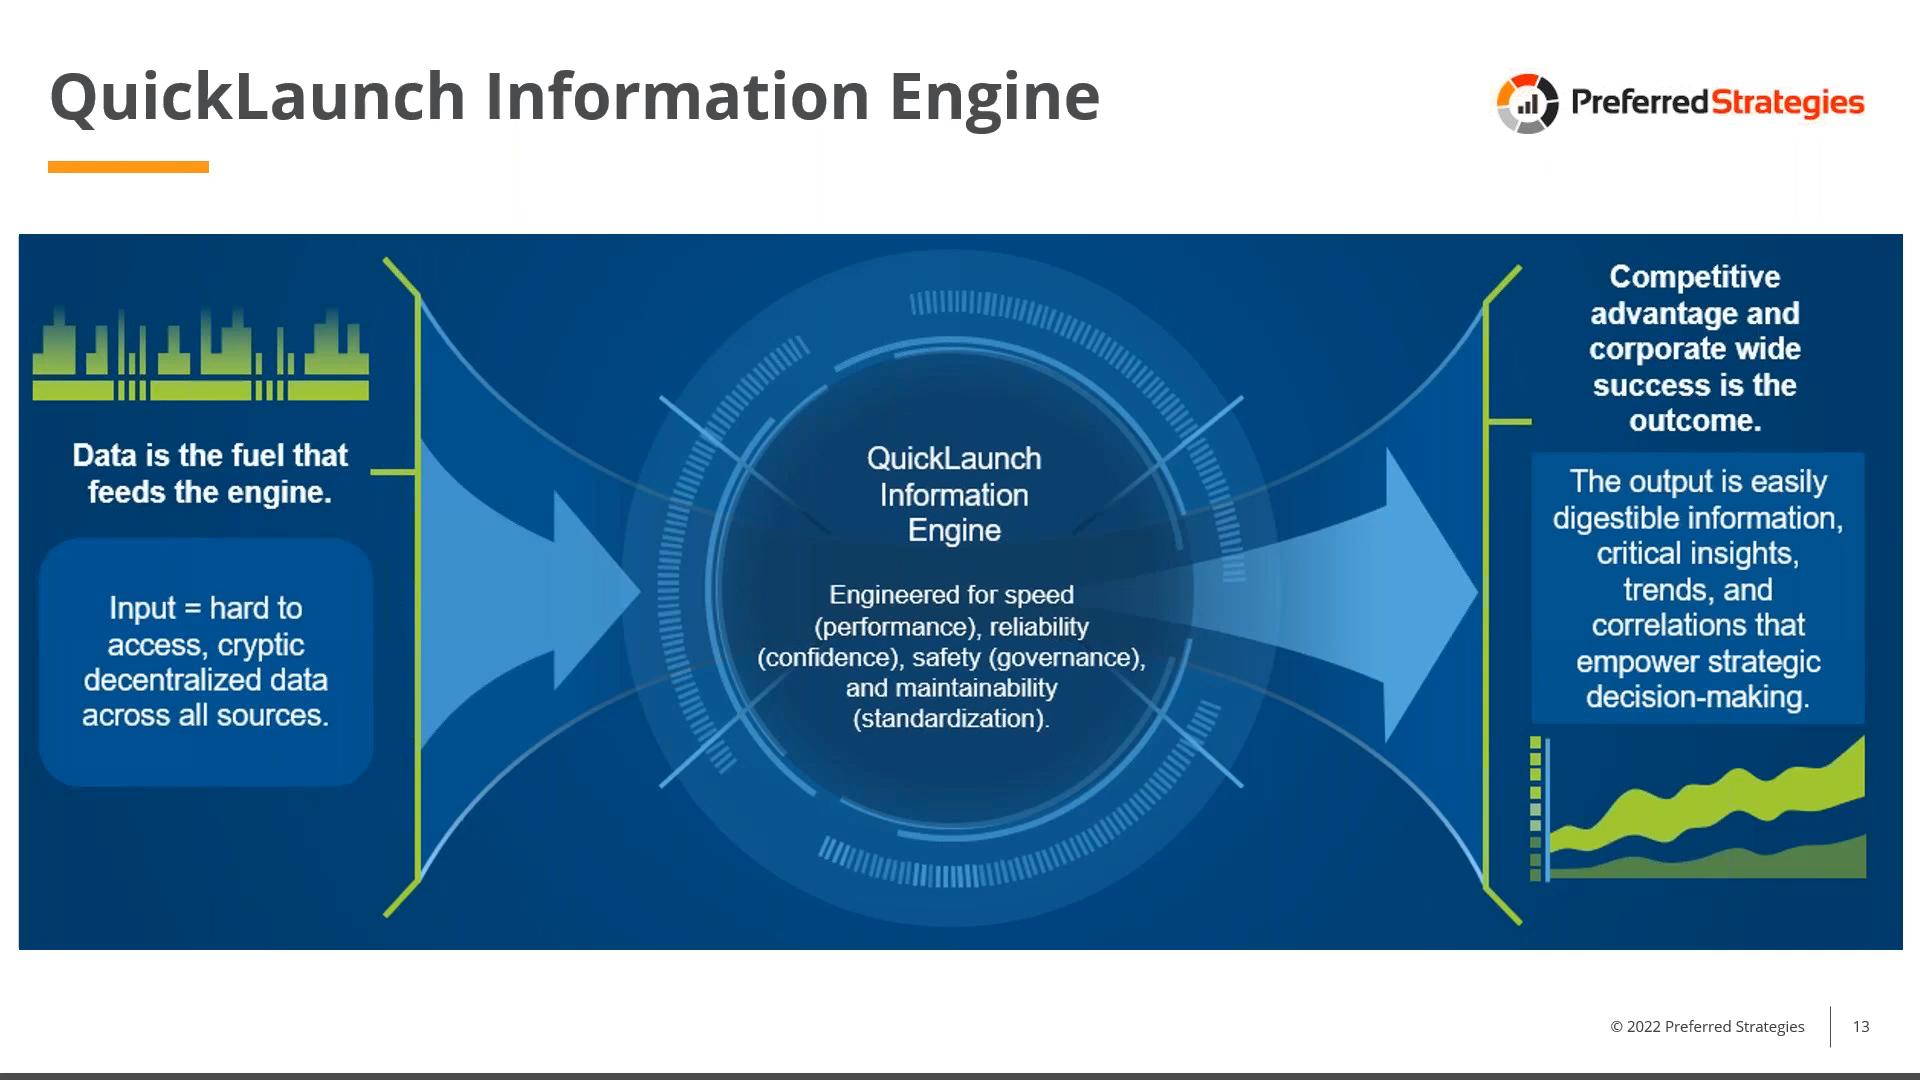 QuickLaunch Information Engine
PreferredStrategies
Data is the fuel that
feeds the engine.
Input = hard to
access, cryptic
decentralized data
across all sources.
QuickLaunch
Information
Engine
Engineered for speed
(performance), reliability
(confidence), safety (governance),
and maintainability
(standardization).
Competitive
advantage and
corporate wide
success is the
outcome.
The output is easily
digestible information,
critical insights,
trends, and
correlations that
empower strategic
decision-making.
© 2022 Preferred Strategies
13